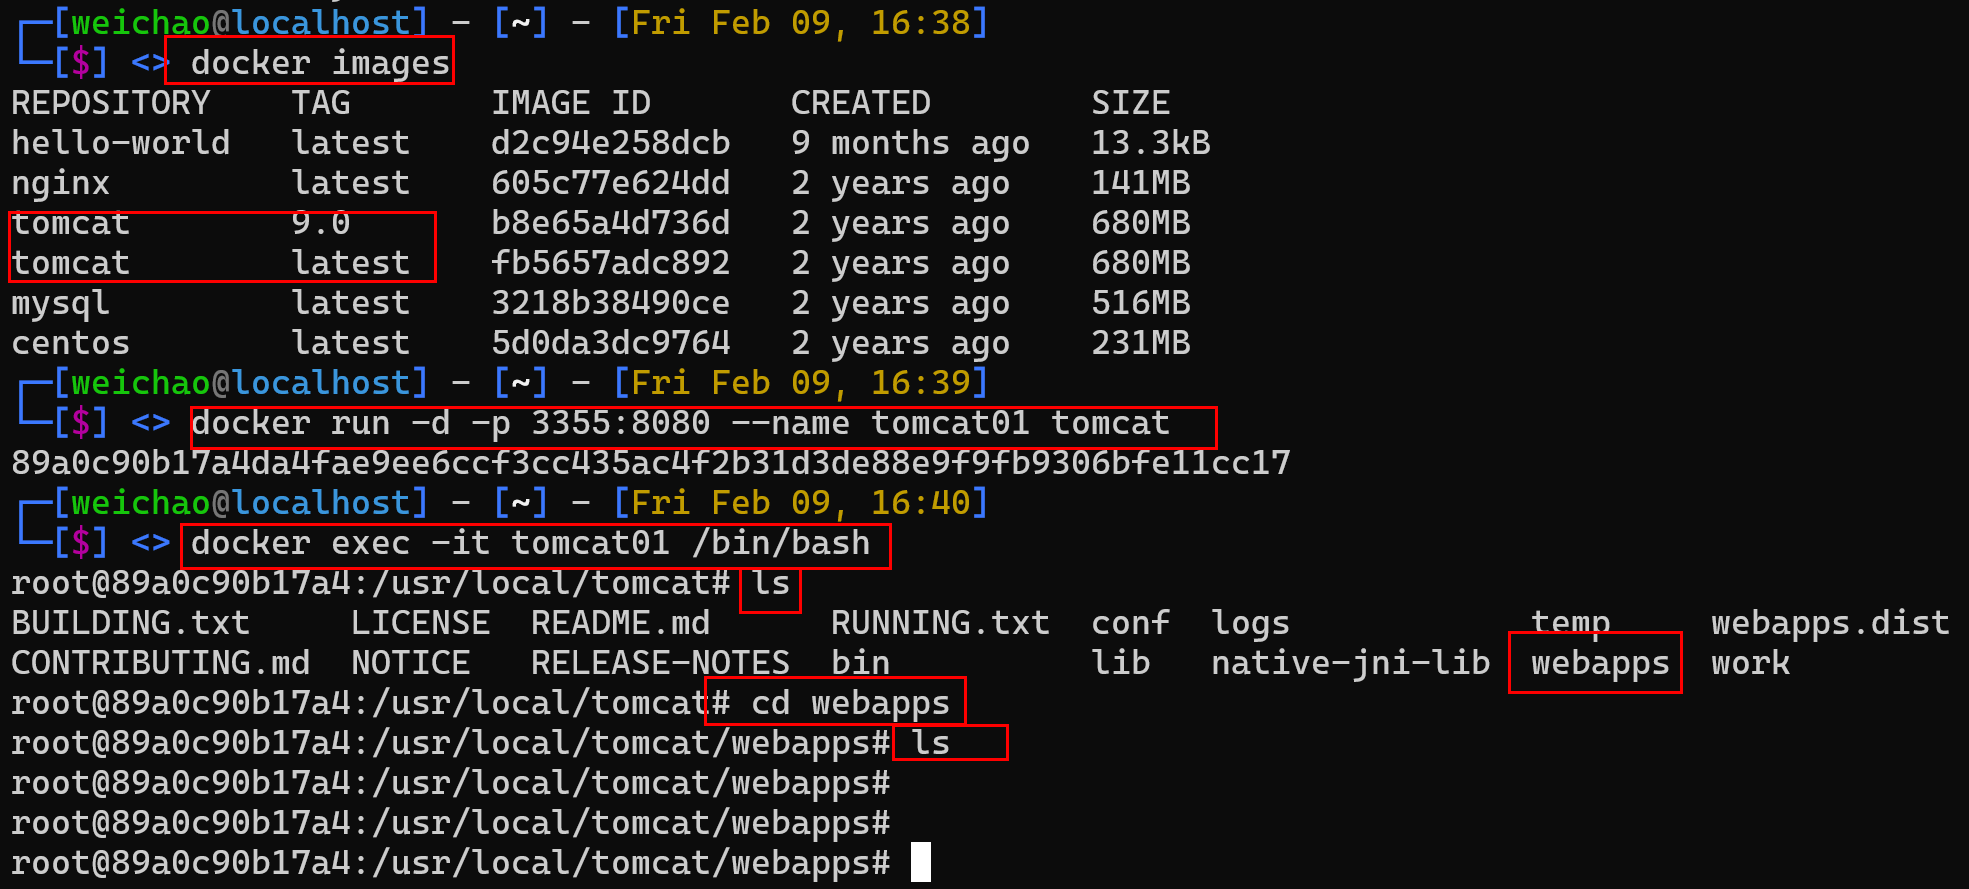 ┌─[weichao@localhost] - [~] - [Fri Feb 09, 16:38]
└─[$] <> docker images
REPOSITORY    TAG       IMAGE ID       CREATED        SIZE
hello-world   latest    d2c94e258dcb   9 months ago   13.3kB
nginx         latest    605c77e624dd   2 years ago    141MB
tomcat        9.0       b8e65a4d736d   2 years ago    680MB
tomcat        latest    fb5657adc892   2 years ago    680MB
mysql         latest    3218b38490ce   2 years ago    516MB
centos        latest    5d0da3dc9764   2 years ago    231MB
┌─[weichao@localhost] - [~] - [Fri Feb 09, 16:39]
└─[$] <> docker run -d -p 3355:8080 --name tomcat01 tomcat
89a0c90b17a4da4fae9ee6ccf3cc435ac4f2b31d3de88e9f9fb9306bfe11cc17
┌─[weichao@localhost] - [~] - [Fri Feb 09, 16:40]
└─[$] <> docker exec -it tomcat01 /bin/bash
root@89a0c90b17a4:/usr/local/tomcat# ls
BUILDING.txt     LICENSE  README.md      RUNNING.txt  conf  logs            temp     webapps.dist
CONTRIBUTING.md  NOTICE   RELEASE-NOTES  bin          lib   native-jni-lib  webapps  work
root@89a0c90b17a4:/usr/local/tomcat# cd webapps
root@89a0c90b17a4:/usr/local/tomcat/webapps# ls
root@89a0c90b17a4:/usr/local/tomcat/webapps#
root@89a0c90b17a4:/usr/local/tomcat/webapps#
root@89a0c90b17a4:/usr/local/tomcat/webapps#